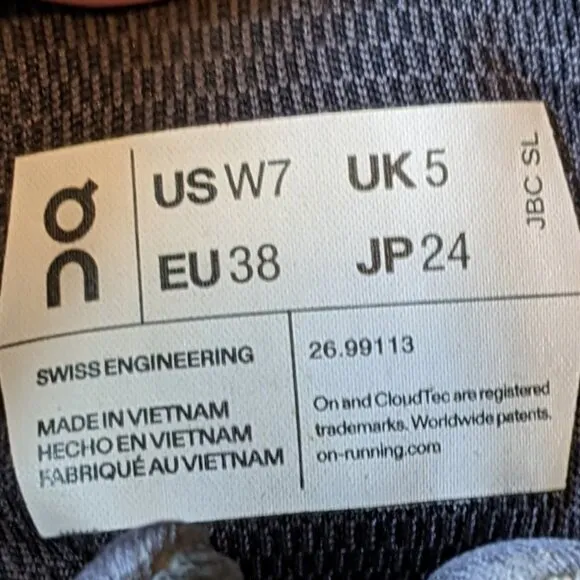 On
US W7
UK 5
EU 38
JP 24
JBC SL
SWISS ENGINEERING
MADE IN VIETNAM
HECHO EN VIETNAM
FABRIQUÉ AU VIETNAM
26.99113
On and CloudTec are registered
trademarks. Worldwide patents.
on-running.com